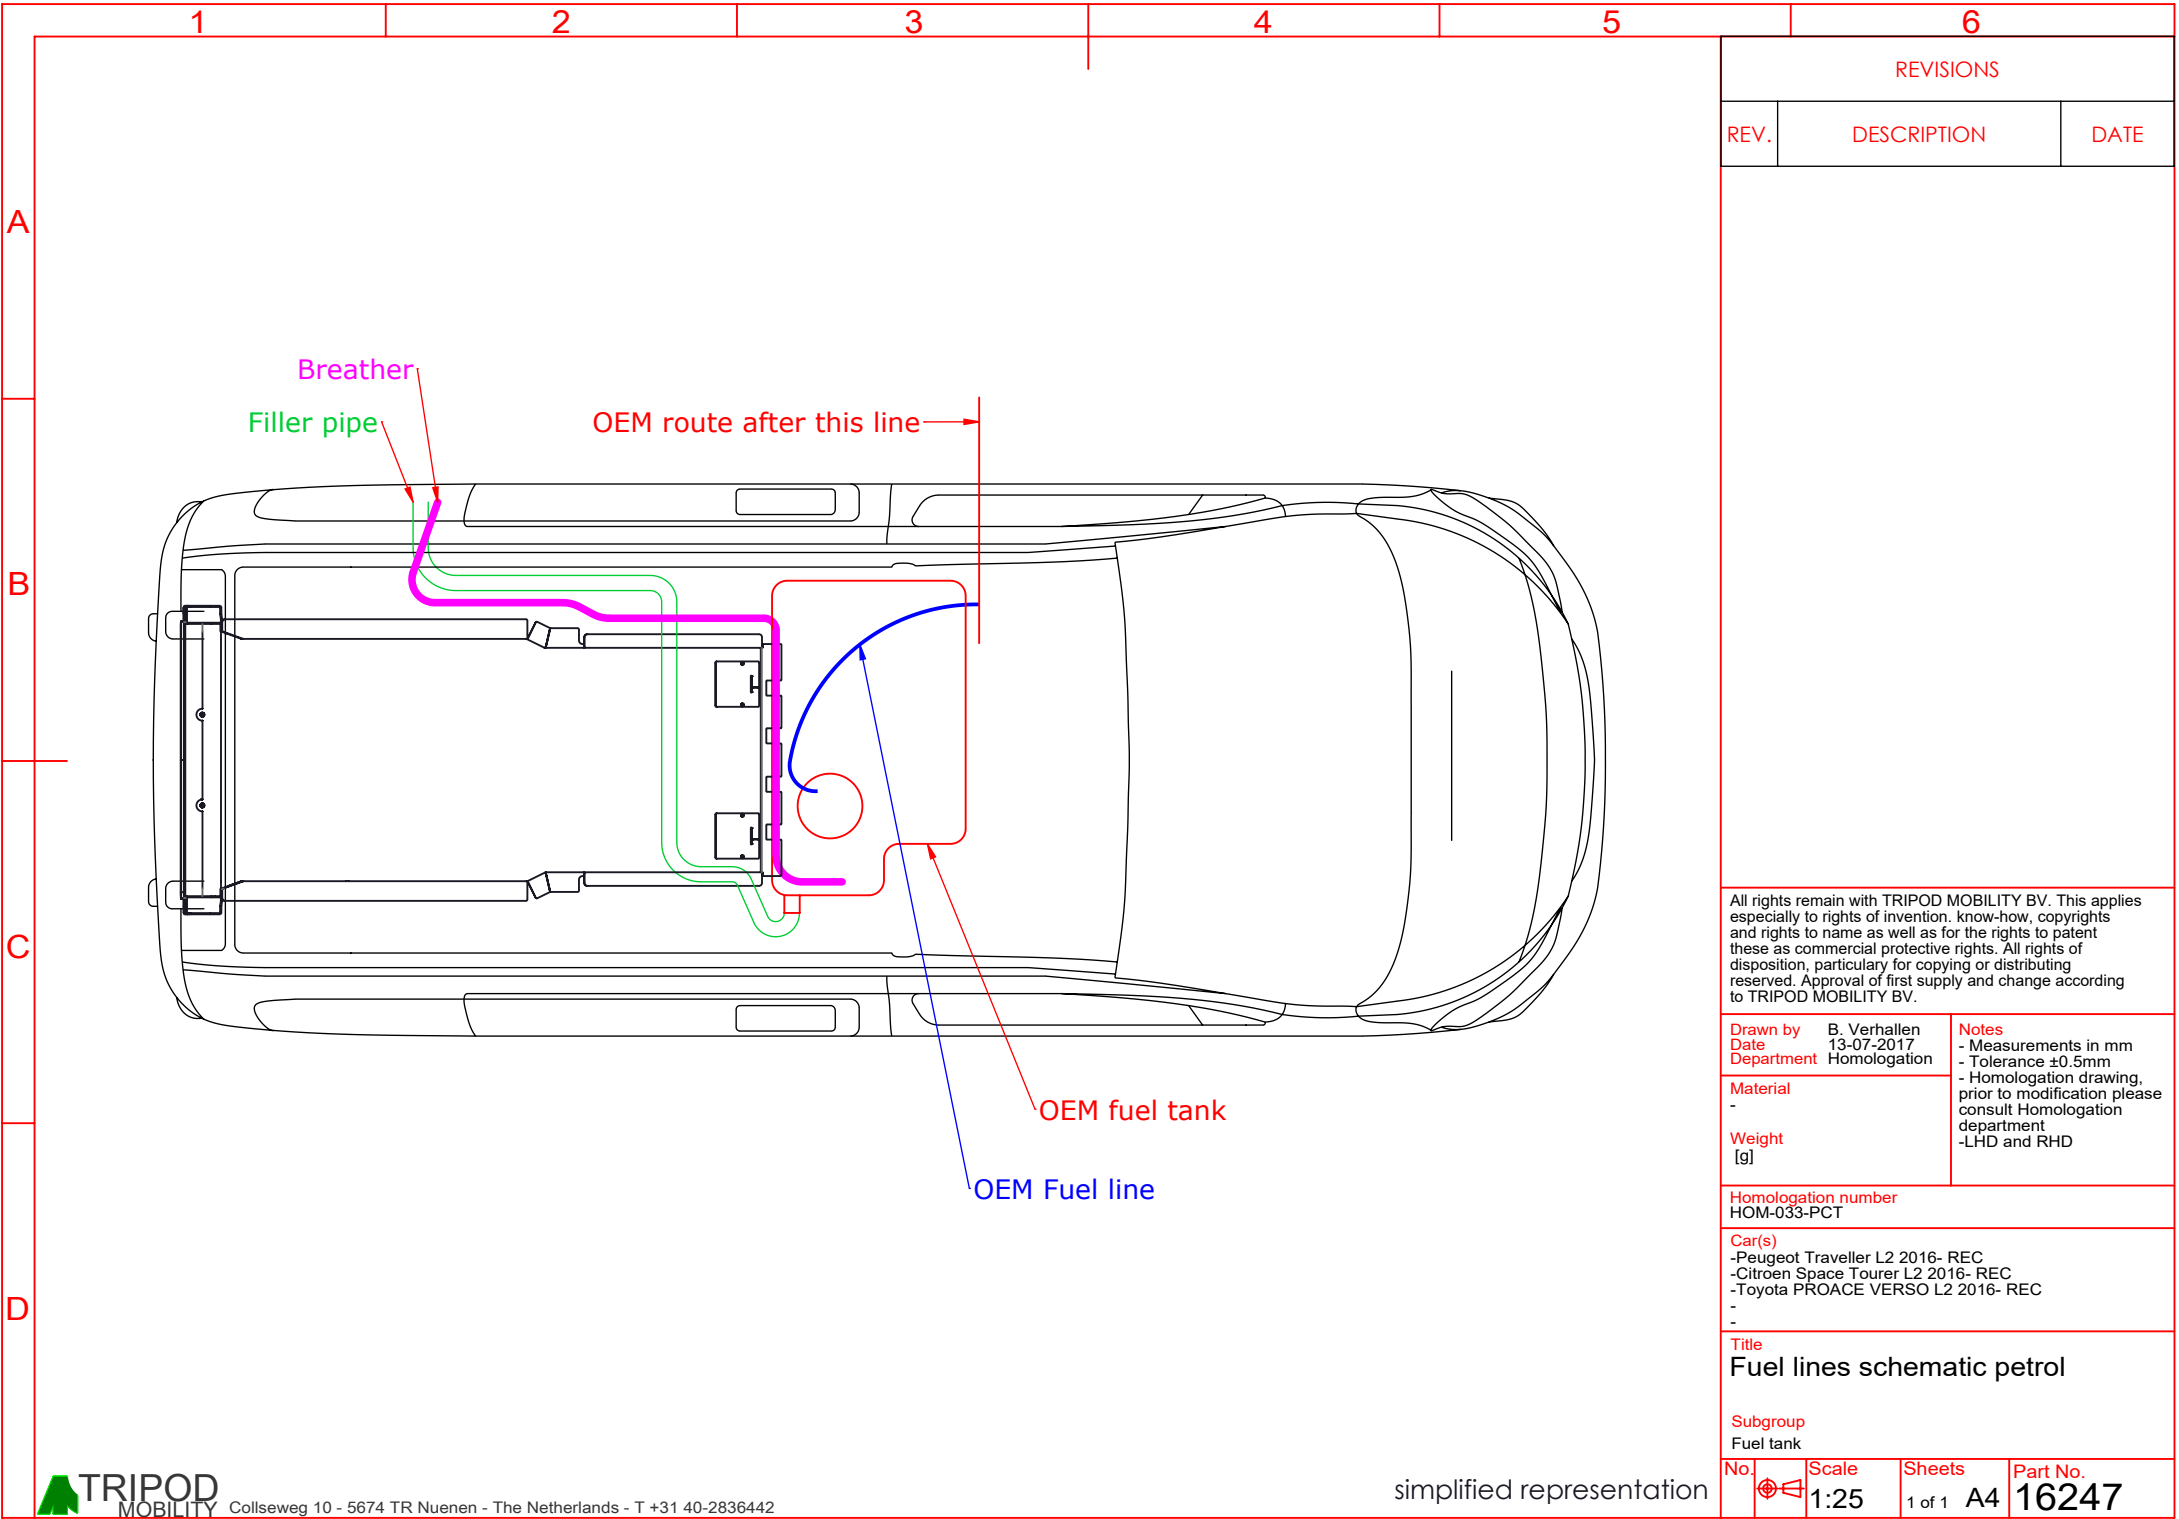 1 2 3 4 5 6
A
B
C
D
REVISIONS
REV. DESCRIPTION DATE
Breather
Filler pipe
OEM route after this line
OEM fuel tank
OEM Fuel line
All rights remain with TRIPOD MOBILITY BV. This applies
especially to rights of invention. know-how, copyrights
and rights to name as well as for the rights to patent
these as commercial protective rights. All rights of
disposition, particulary for copying or distributing
reserved. Approval of first supply and change according
to TRIPOD MOBILITY BV.
Drawn by B. Verhallen
Date 13-07-2017
Department Homologation
Material
-
Weight
[g]
Notes
- Measurements in mm
- Tolerance ±0.5mm
- Homologation drawing,
prior to modification please
consult Homologation
department
-LHD and RHD
Homologation number
HOM-033-PCT
Car(s)
-Peugeot Traveller L2 2016- REC
-Citroen Space Tourer L2 2016- REC
-Toyota PROACE VERSO L2 2016- REC
-
-
Title
Fuel lines schematic petrol
Subgroup
Fuel tank
No.
Scale
1:25
Sheets
1 of 1 A4
Part No.
16247
simplified representation
TRIPOD
MOBILITY
Collseweg 10 - 5674 TR Nuenen - The Netherlands - T +31 40-2836442